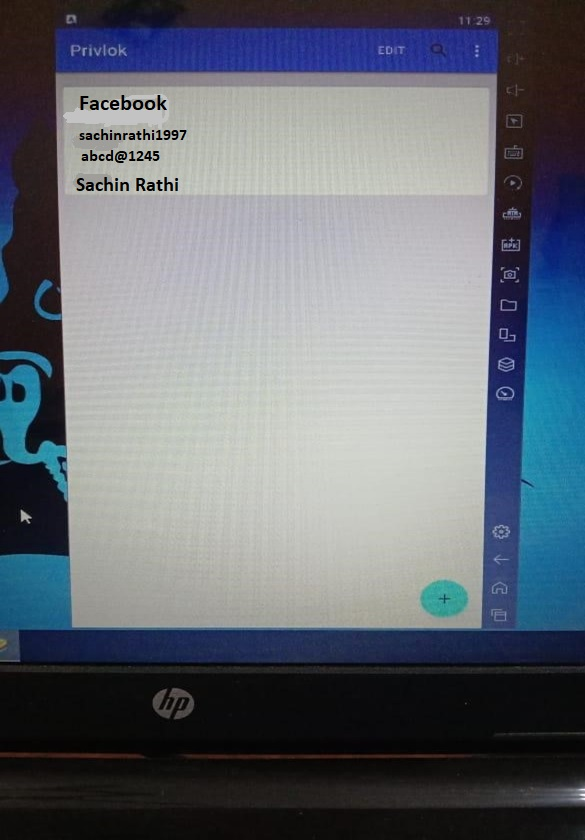 11:29
Privlok EDIT
Facebook
sachinrathi1997
abcd@1245
Sachin Rathi
+
hp